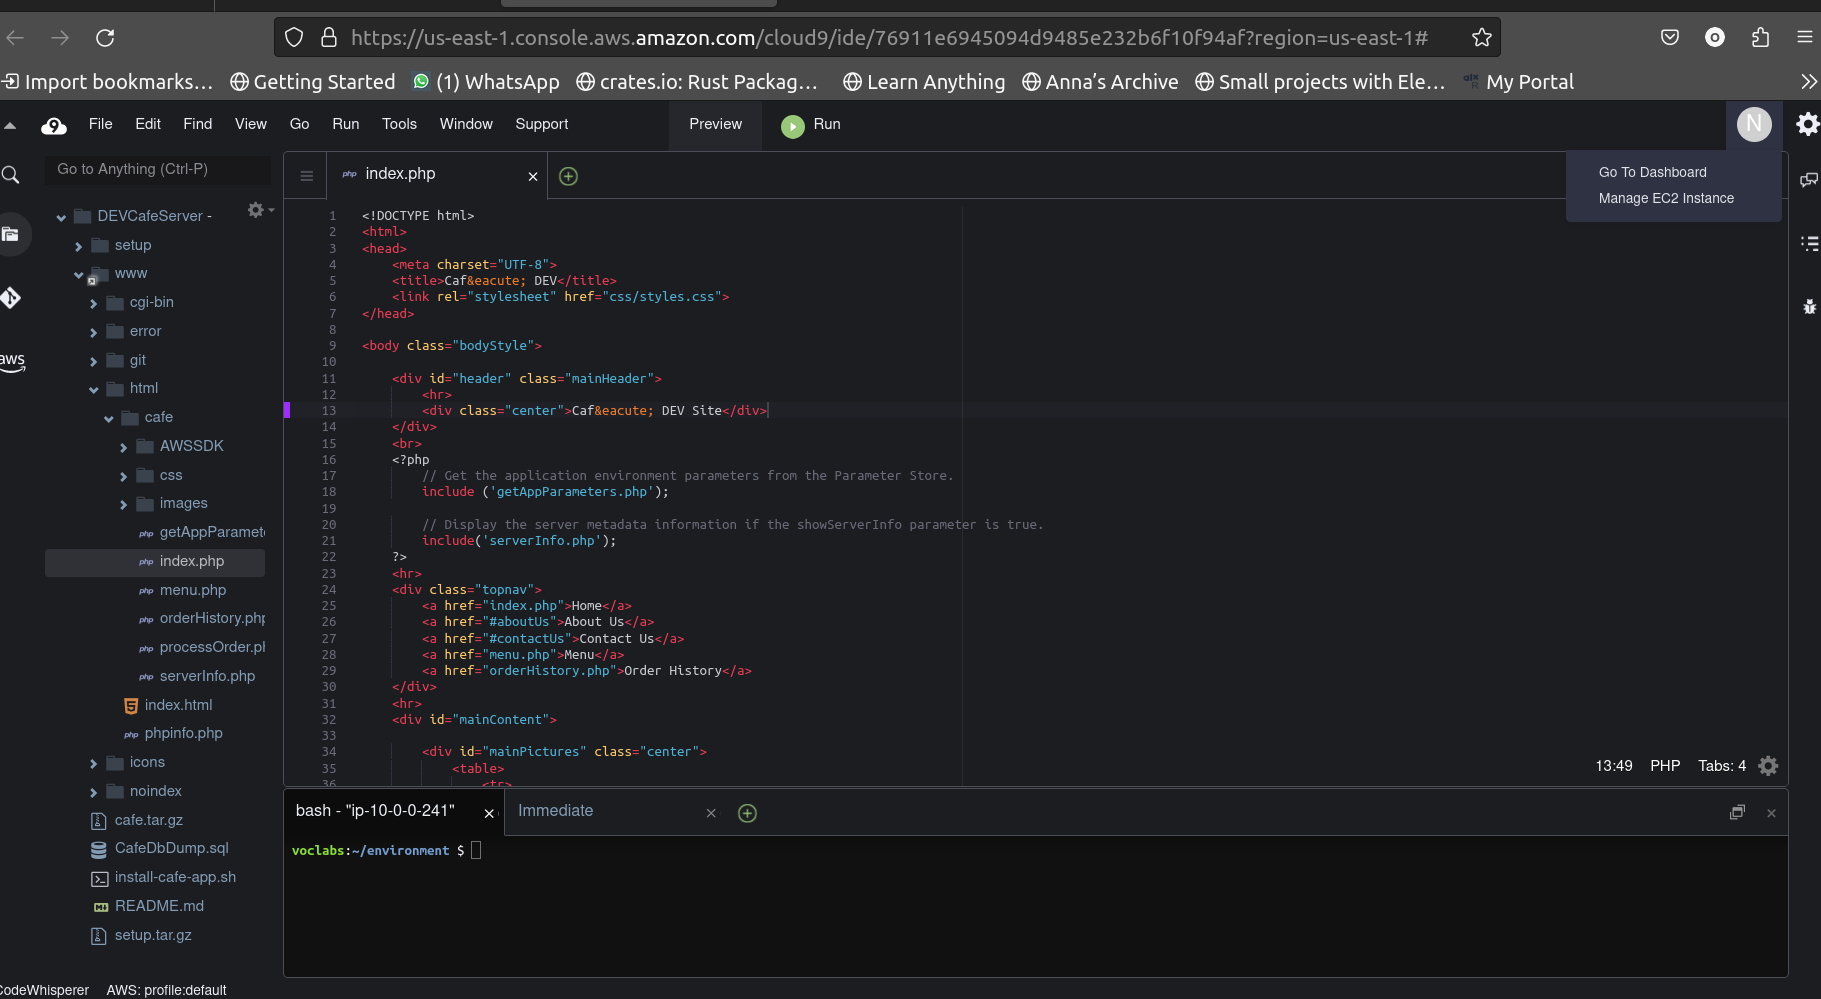 https://us-east-1.console.aws.amazon.com/cloud9/ide/76911e6945094d9485e232b6f10f94af?region=us-east-1#
Import bookmarks... Getting Started (1) WhatsApp crates.io: Rust Packag... Learn Anything Anna's Archive Small projects with Ele... My Portal
9 File Edit Find View Go Run Tools Window Support Preview Run N
Go To Dashboard
Manage EC2 Instance
Go to Anything (Ctrl-P)
DEVCafeServer -
setup
www
cgi-bin
error
git
html
cafe
AWSSDK
css
images
getAppParamet
index.php
menu.php
orderHistory.php
processOrder.p
serverInfo.php
index.html
phpinfo.php
icons
noindex
cafe.tar.gz
CafeDbDump.sql
install-cafe-app.sh
README.md
setup.tar.gz
aws
php index.php
1 <!DOCTYPE html>
2 <html>
3 <head>
4 <meta charset="UTF-8">
5 <title>Caf&eacute; DEV</title>
6 <link rel="stylesheet" href="css/styles.css">
7 </head>
8
9 <body class="bodyStyle">
10
11 <div id="header" class="mainHeader">
12 <hr>
13 <div class="center">Caf&eacute; DEV Site</div>
14 </div>
15 <br>
16 <?php
17 // Get the application environment parameters from the Parameter Store.
18 include ('getAppParameters.php');
19
20 // Display the server metadata information if the showServerInfo parameter is true.
21 include('serverInfo.php');
22 ?>
23 <hr>
24 <div class="topnav">
25 <a href="index.php">Home</a>
26 <a href="#aboutUs">About Us</a>
27 <a href="#contactUs">Contact Us</a>
28 <a href="menu.php">Menu</a>
29 <a href="orderHistory.php">Order History</a>
30 </div>
31 <hr>
32 <div id="mainContent">
33
34 <div id="mainPictures" class="center">
35 <table>
36 <tr>
13:49 PHP Tabs: 4
bash - "ip-10-0-0-241" Immediate
voclabs:~/environment $
CodeWhisperer AWS: profile:default